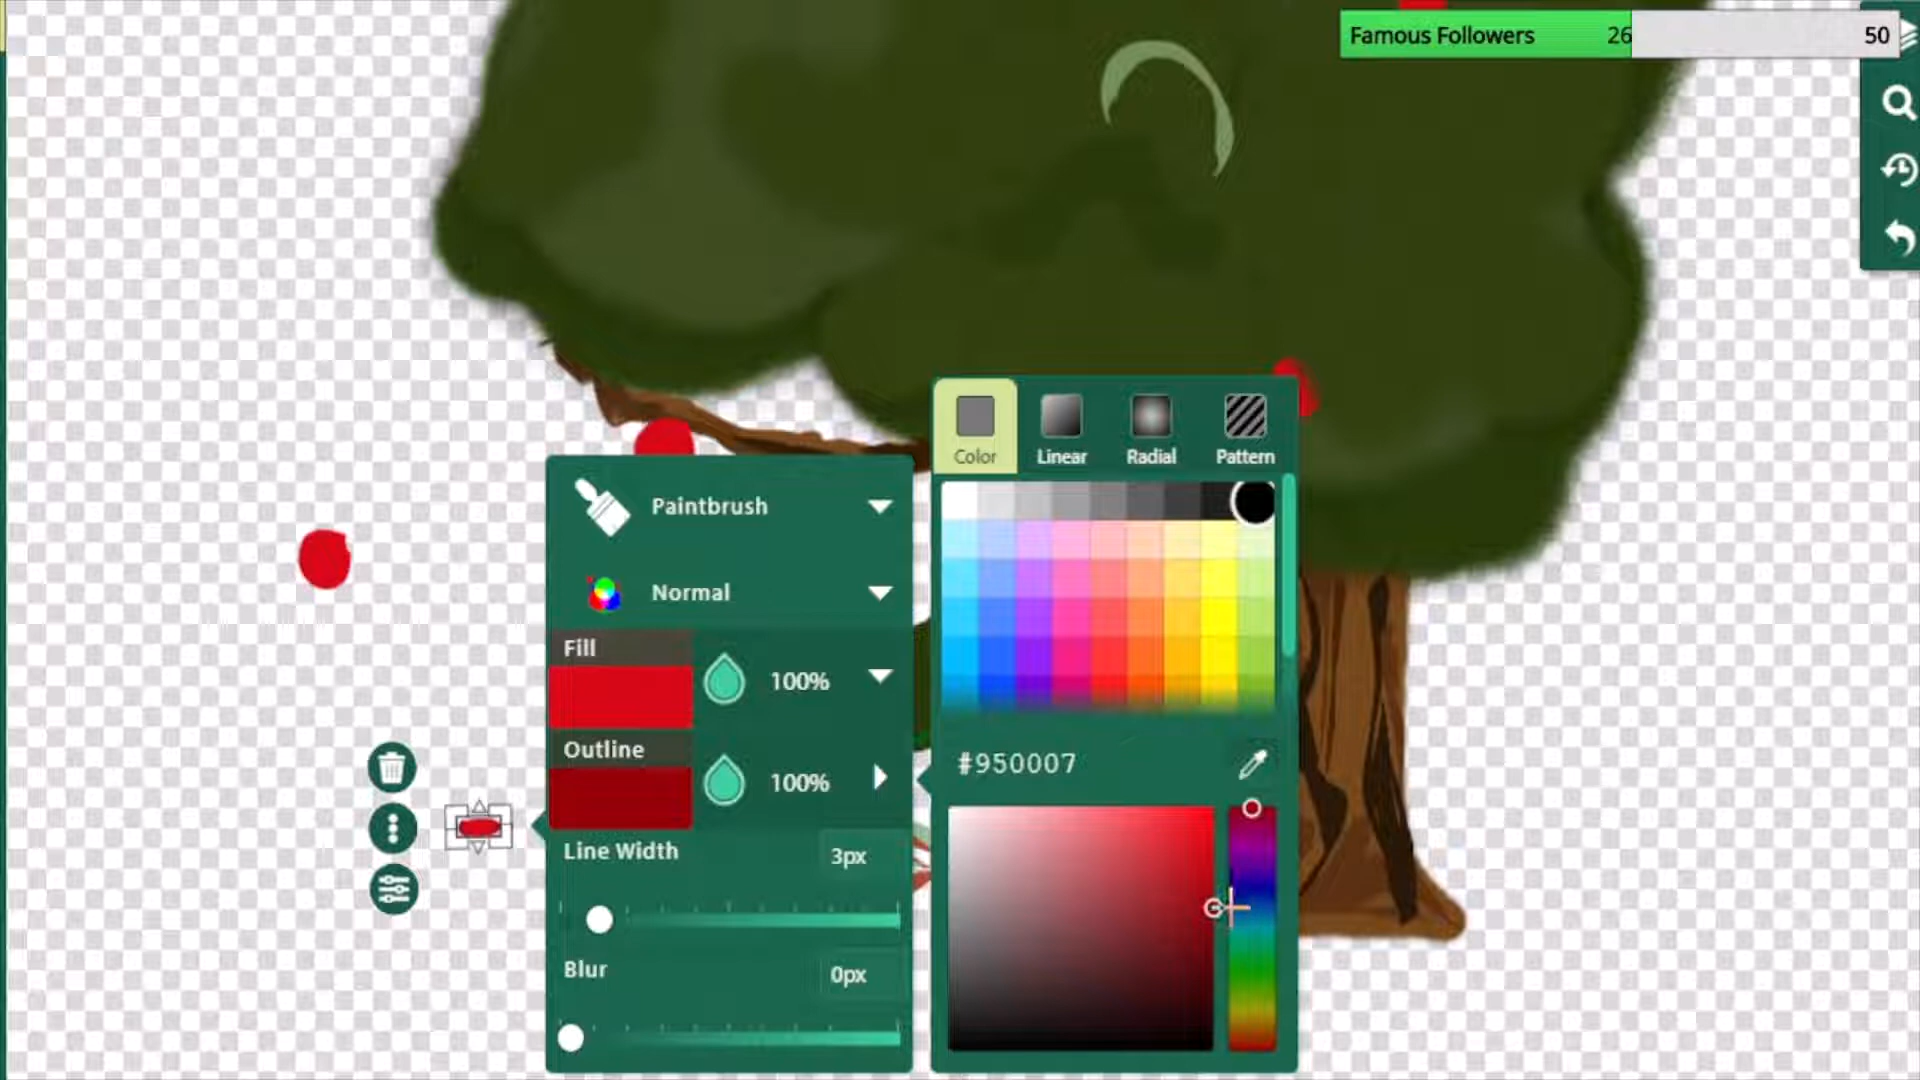 Famous Followers 26 50
Color Linear Radial Pattern
Paintbrush
Normal
Fill
100%
Outline
100%
#950007
Line Width
3px
Blur
0px